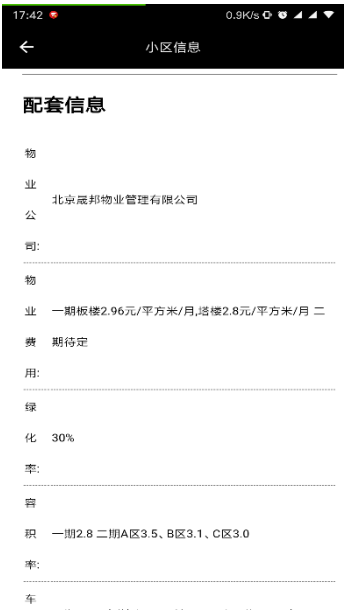 17:42
0.9K/s
小区信息
配套信息
物
业
公
司:
北京晟邦物业管理有限公司
物
业
费
用:
一期板楼2.96元/平方米/月,塔楼2.8元/平方米/月 二
期待定
绿
化
率:
30%
容
积
率:
一期2.8 二期A区3.5、B区3.1、C区3.0
车